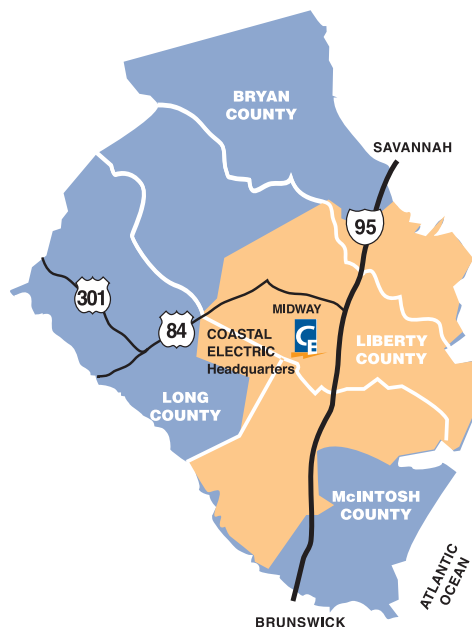 BRYAN
COUNTY
SAVANNAH
95
301
84
MIDWAY
CE
COASTAL
ELECTRIC
Headquarters
LIBERTY
COUNTY
LONG
COUNTY
McINTOSH
COUNTY
ATLANTIC
OCEAN
BRUNSWICK